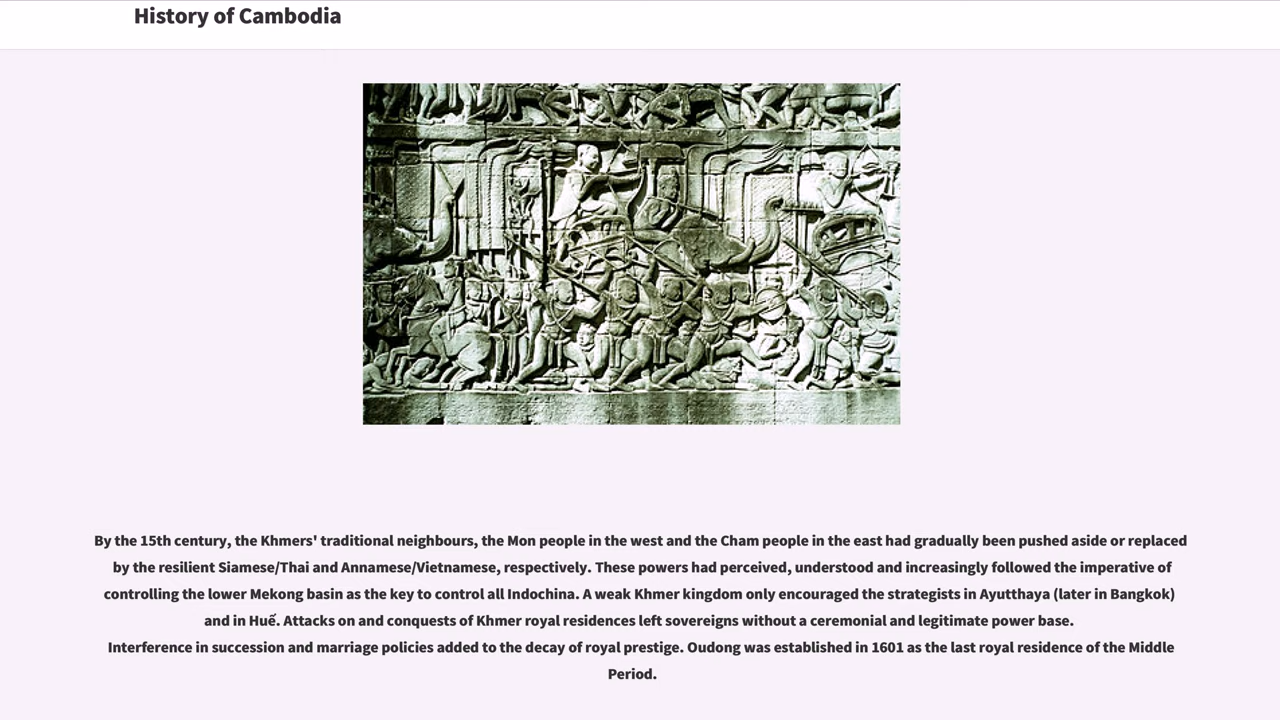 History of Cambodia
By the 15th century, the Khmers' traditional neighbours, the Mon people in the west and the Cham people in the east had gradually been pushed aside or replaced
by the resilient Siamese/Thai and Annamese/Vietnamese, respectively. These powers had perceived, understood and increasingly followed the imperative of
controlling the lower Mekong basin as the key to control all Indochina. A weak Khmer kingdom only encouraged the strategists in Ayutthaya (later in Bangkok)
and in Huế. Attacks on and conquests of Khmer royal residences left sovereigns without a ceremonial and legitimate power base.
Interference in succession and marriage policies added to the decay of royal prestige. Oudong was established in 1601 as the last royal residence of the Middle
Period.